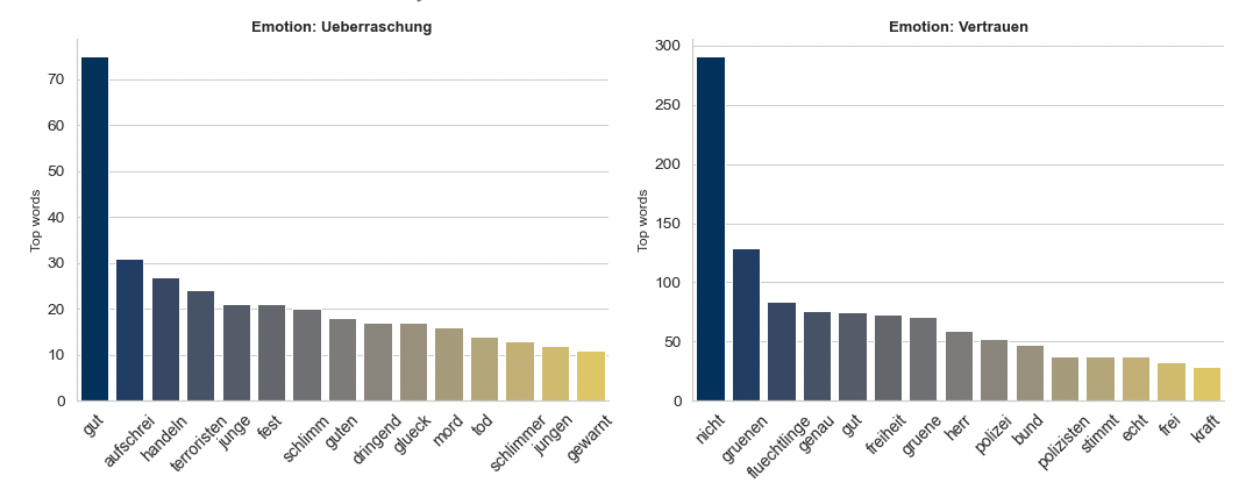 Emotion: Ueberraschung
Top words
70
60
50
40
30
20
10
0
gut
aufschrei
handeln
terroristen
junge
fest
schlimm
guten
dringend
glueck
mord
tod
schlimmer
jungen
gewarnt
Emotion: Vertrauen
Top words
300
250
200
150
100
50
0
nicht
gruenen
fluechtlinge
genau
gut
freiheit
gruene
herr
polizei
bund
polizisten
stimmt
echt
frei
kraft